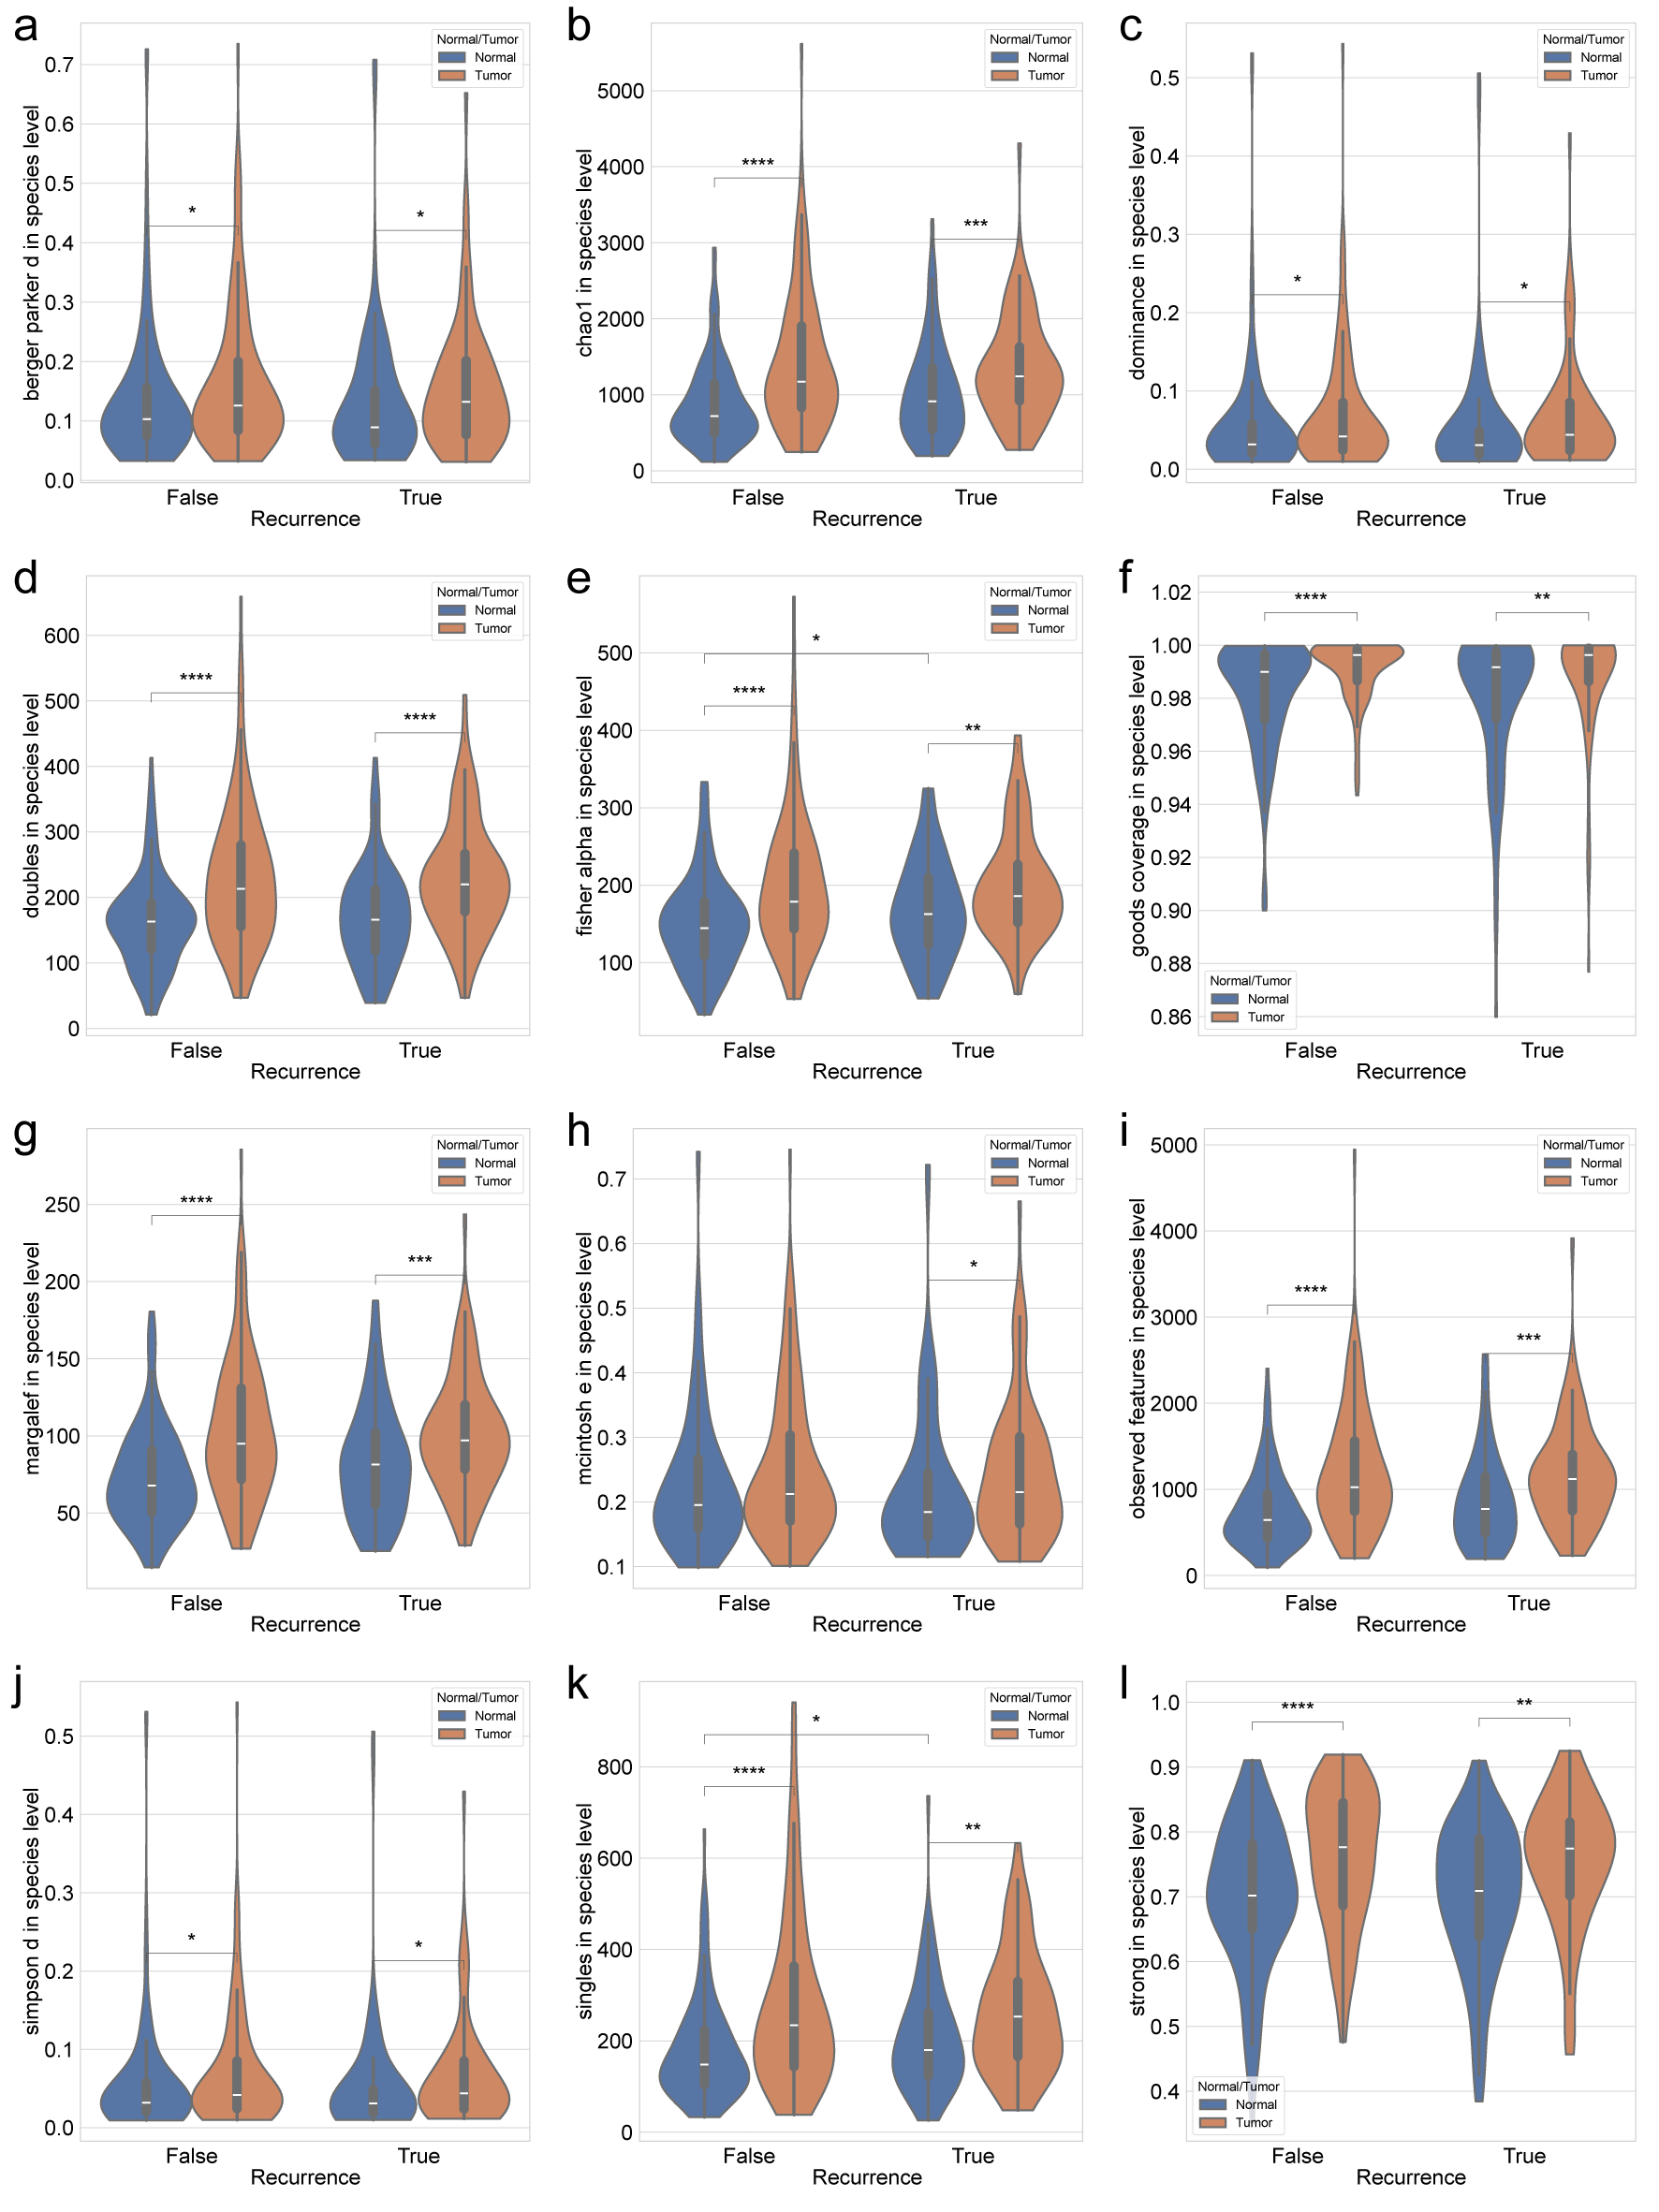 a
berger parker d in species level
0.7
0.6
0.5
0.4
0.3
0.2
0.1
0.0
Normal/Tumor
Normal
Tumor
*
*
False
True
Recurrence
b
chao1 in species level
5000
4000
3000
2000
1000
0
Normal/Tumor
Normal
Tumor
****
***
False
True
Recurrence
c
dominance in species level
0.5
0.4
0.3
0.2
0.1
0.0
Normal/Tumor
Normal
Tumor
*
*
False
True
Recurrence
d
doubles in species level
600
500
400
300
200
100
0
Normal/Tumor
Normal
Tumor
****
****
False
True
Recurrence
e
fisher alpha in species level
500
400
300
200
100
Normal/Tumor
Normal
Tumor
*
****
**
False
True
Recurrence
f
goods coverage in species level
1.02
1.00
0.98
0.96
0.94
0.92
0.90
0.88
0.86
****
**
Normal/Tumor
Normal
Tumor
False
True
Recurrence
g
margalef in species level
250
200
150
100
50
Normal/Tumor
Normal
Tumor
****
***
False
True
Recurrence
h
mcintosh e in species level
0.7
0.6
0.5
0.4
0.3
0.2
0.1
Normal/Tumor
Normal
Tumor
*
False
True
Recurrence
i
observed features in species level
5000
4000
3000
2000
1000
0
Normal/Tumor
Normal
Tumor
****
***
False
True
Recurrence
j
simpson d in species level
0.5
0.4
0.3
0.2
0.1
0.0
Normal/Tumor
Normal
Tumor
*
*
False
True
Recurrence
k
singles in species level
800
600
400
200
0
Normal/Tumor
Normal
Tumor
*
****
**
False
True
Recurrence
l
strong in species level
1.0
0.9
0.8
0.7
0.6
0.5
0.4
****
**
Normal/Tumor
Normal
Tumor
False
True
Recurrence